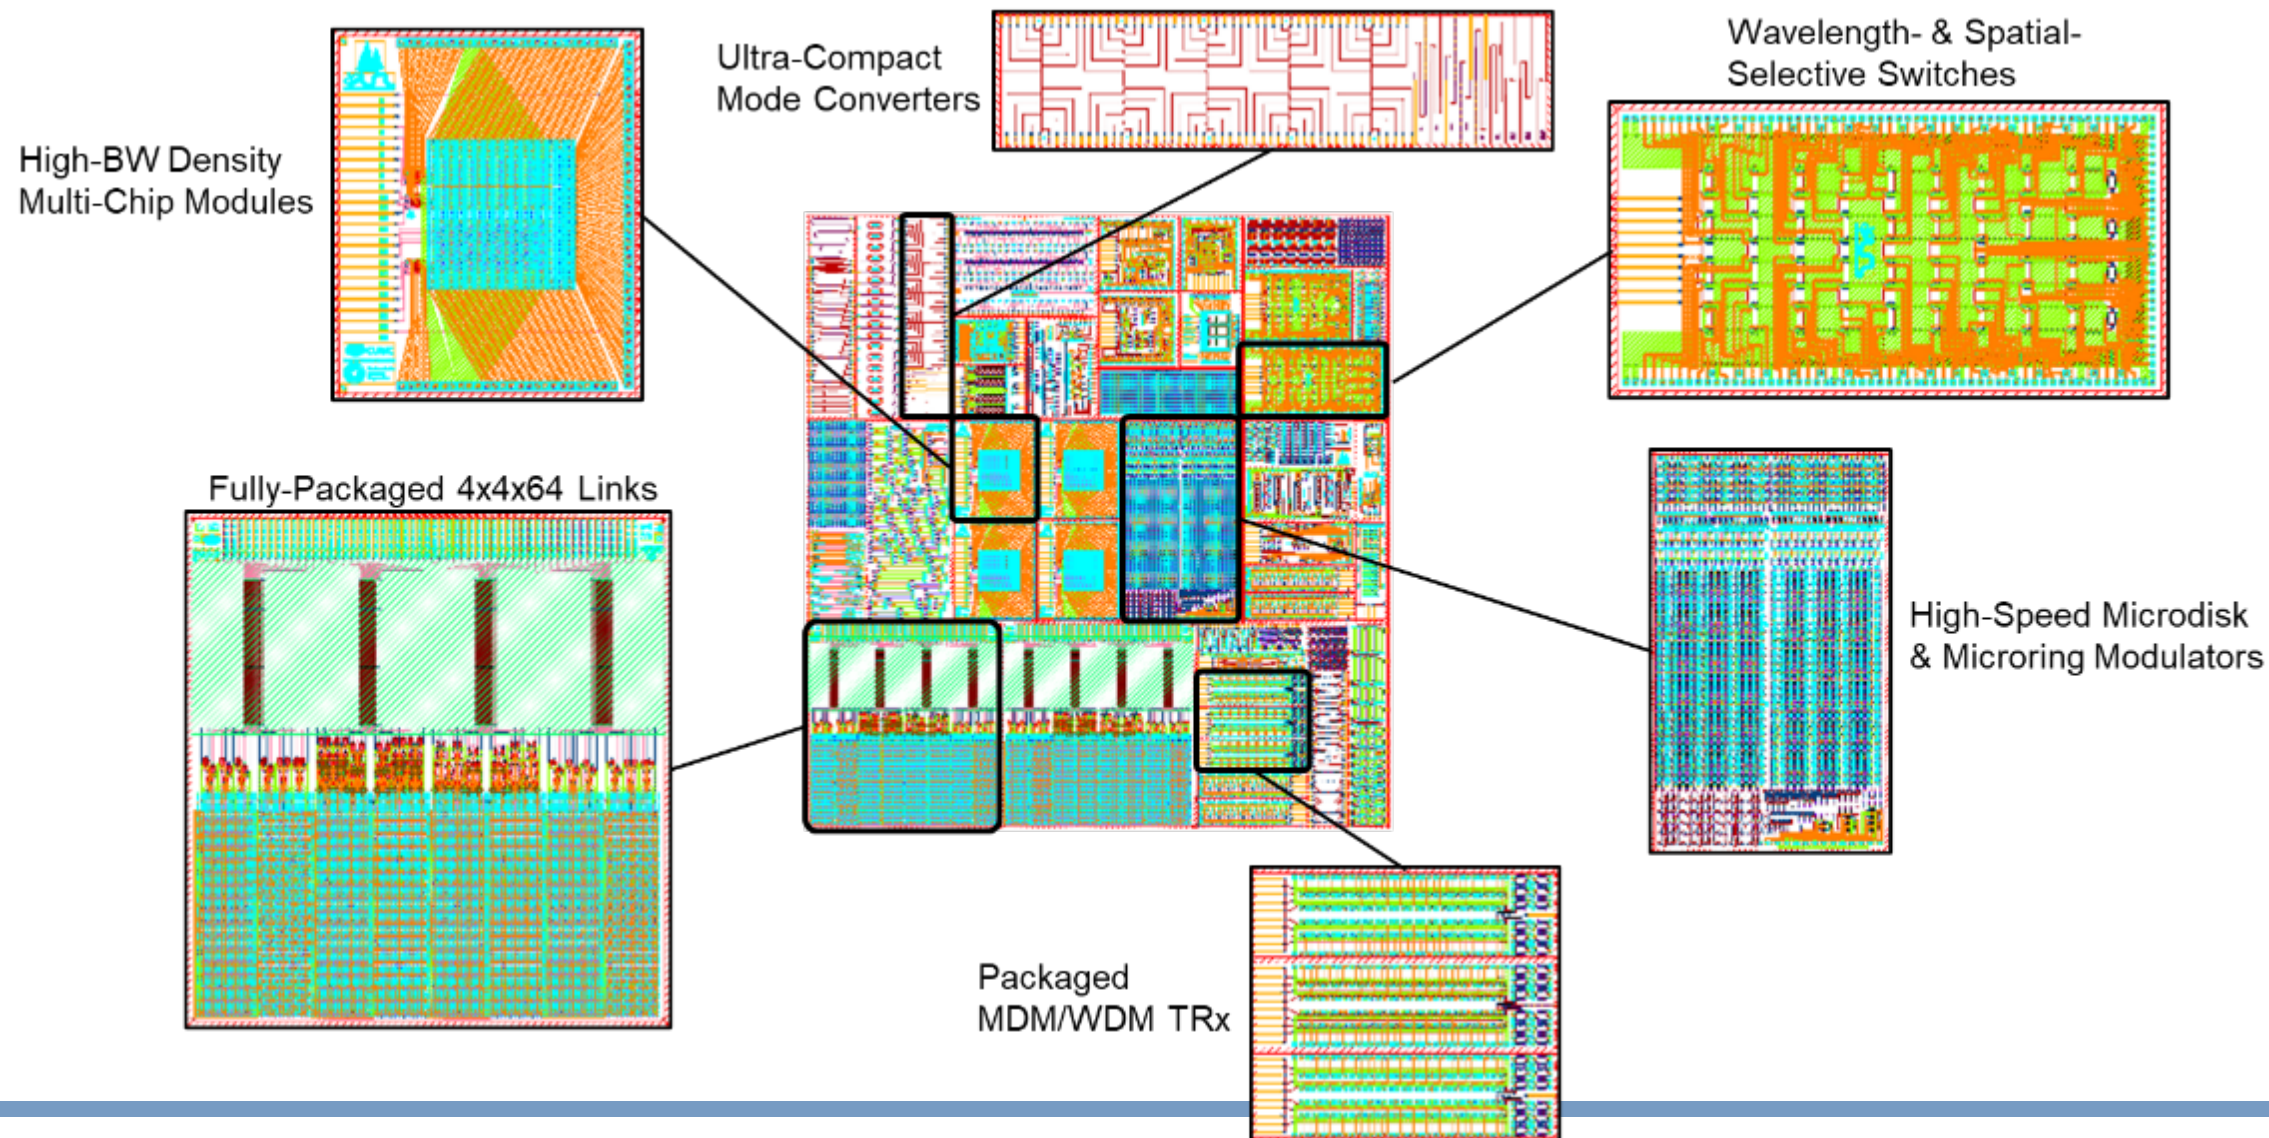 Ultra-Compact
Mode Converters
Wavelength- & Spatial-
Selective Switches
High-BW Density
Multi-Chip Modules
Fully-Packaged 4x4x64 Links
High-Speed Microdisk
& Microring Modulators
Packaged
MDM/WDM TRx